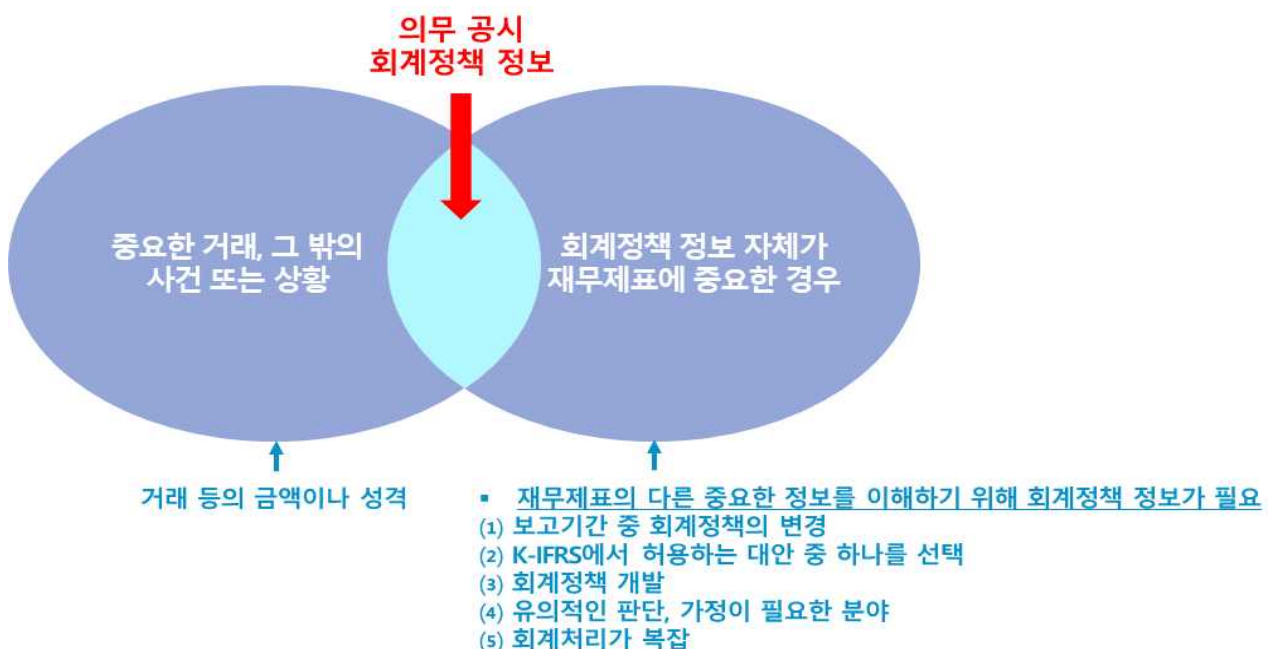 의무 공시
회계정책 정보
중요한 거래, 그 밖의
사건 또는 상황
회계정책 정보 자체가
재무제표에 중요한 경우
거래 등의 금액이나 성격
▪ 재무제표의 다른 중요한 정보를 이해하기 위해 회계정책 정보가 필요
(1) 보고기간 중 회계정책의 변경
(2) K-IFRS에서 허용하는 대안 중 하나를 선택
(3) 회계정책 개발
(4) 유의적인 판단, 가정이 필요한 분야
(5) 회계처리가 복잡